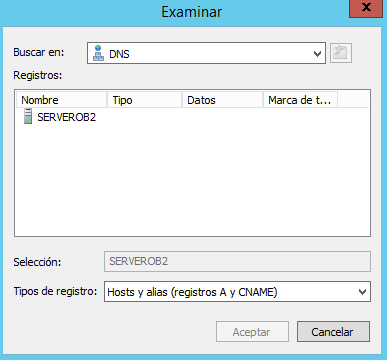 Examinar
x
Buscar en: DNS
Registros:
Nombre Tipo Datos Marca de t...
SERVEROB2
Selección: SERVEROB2
Tipos de registro: Hosts y alias (registros A y CNAME)
Aceptar Cancelar